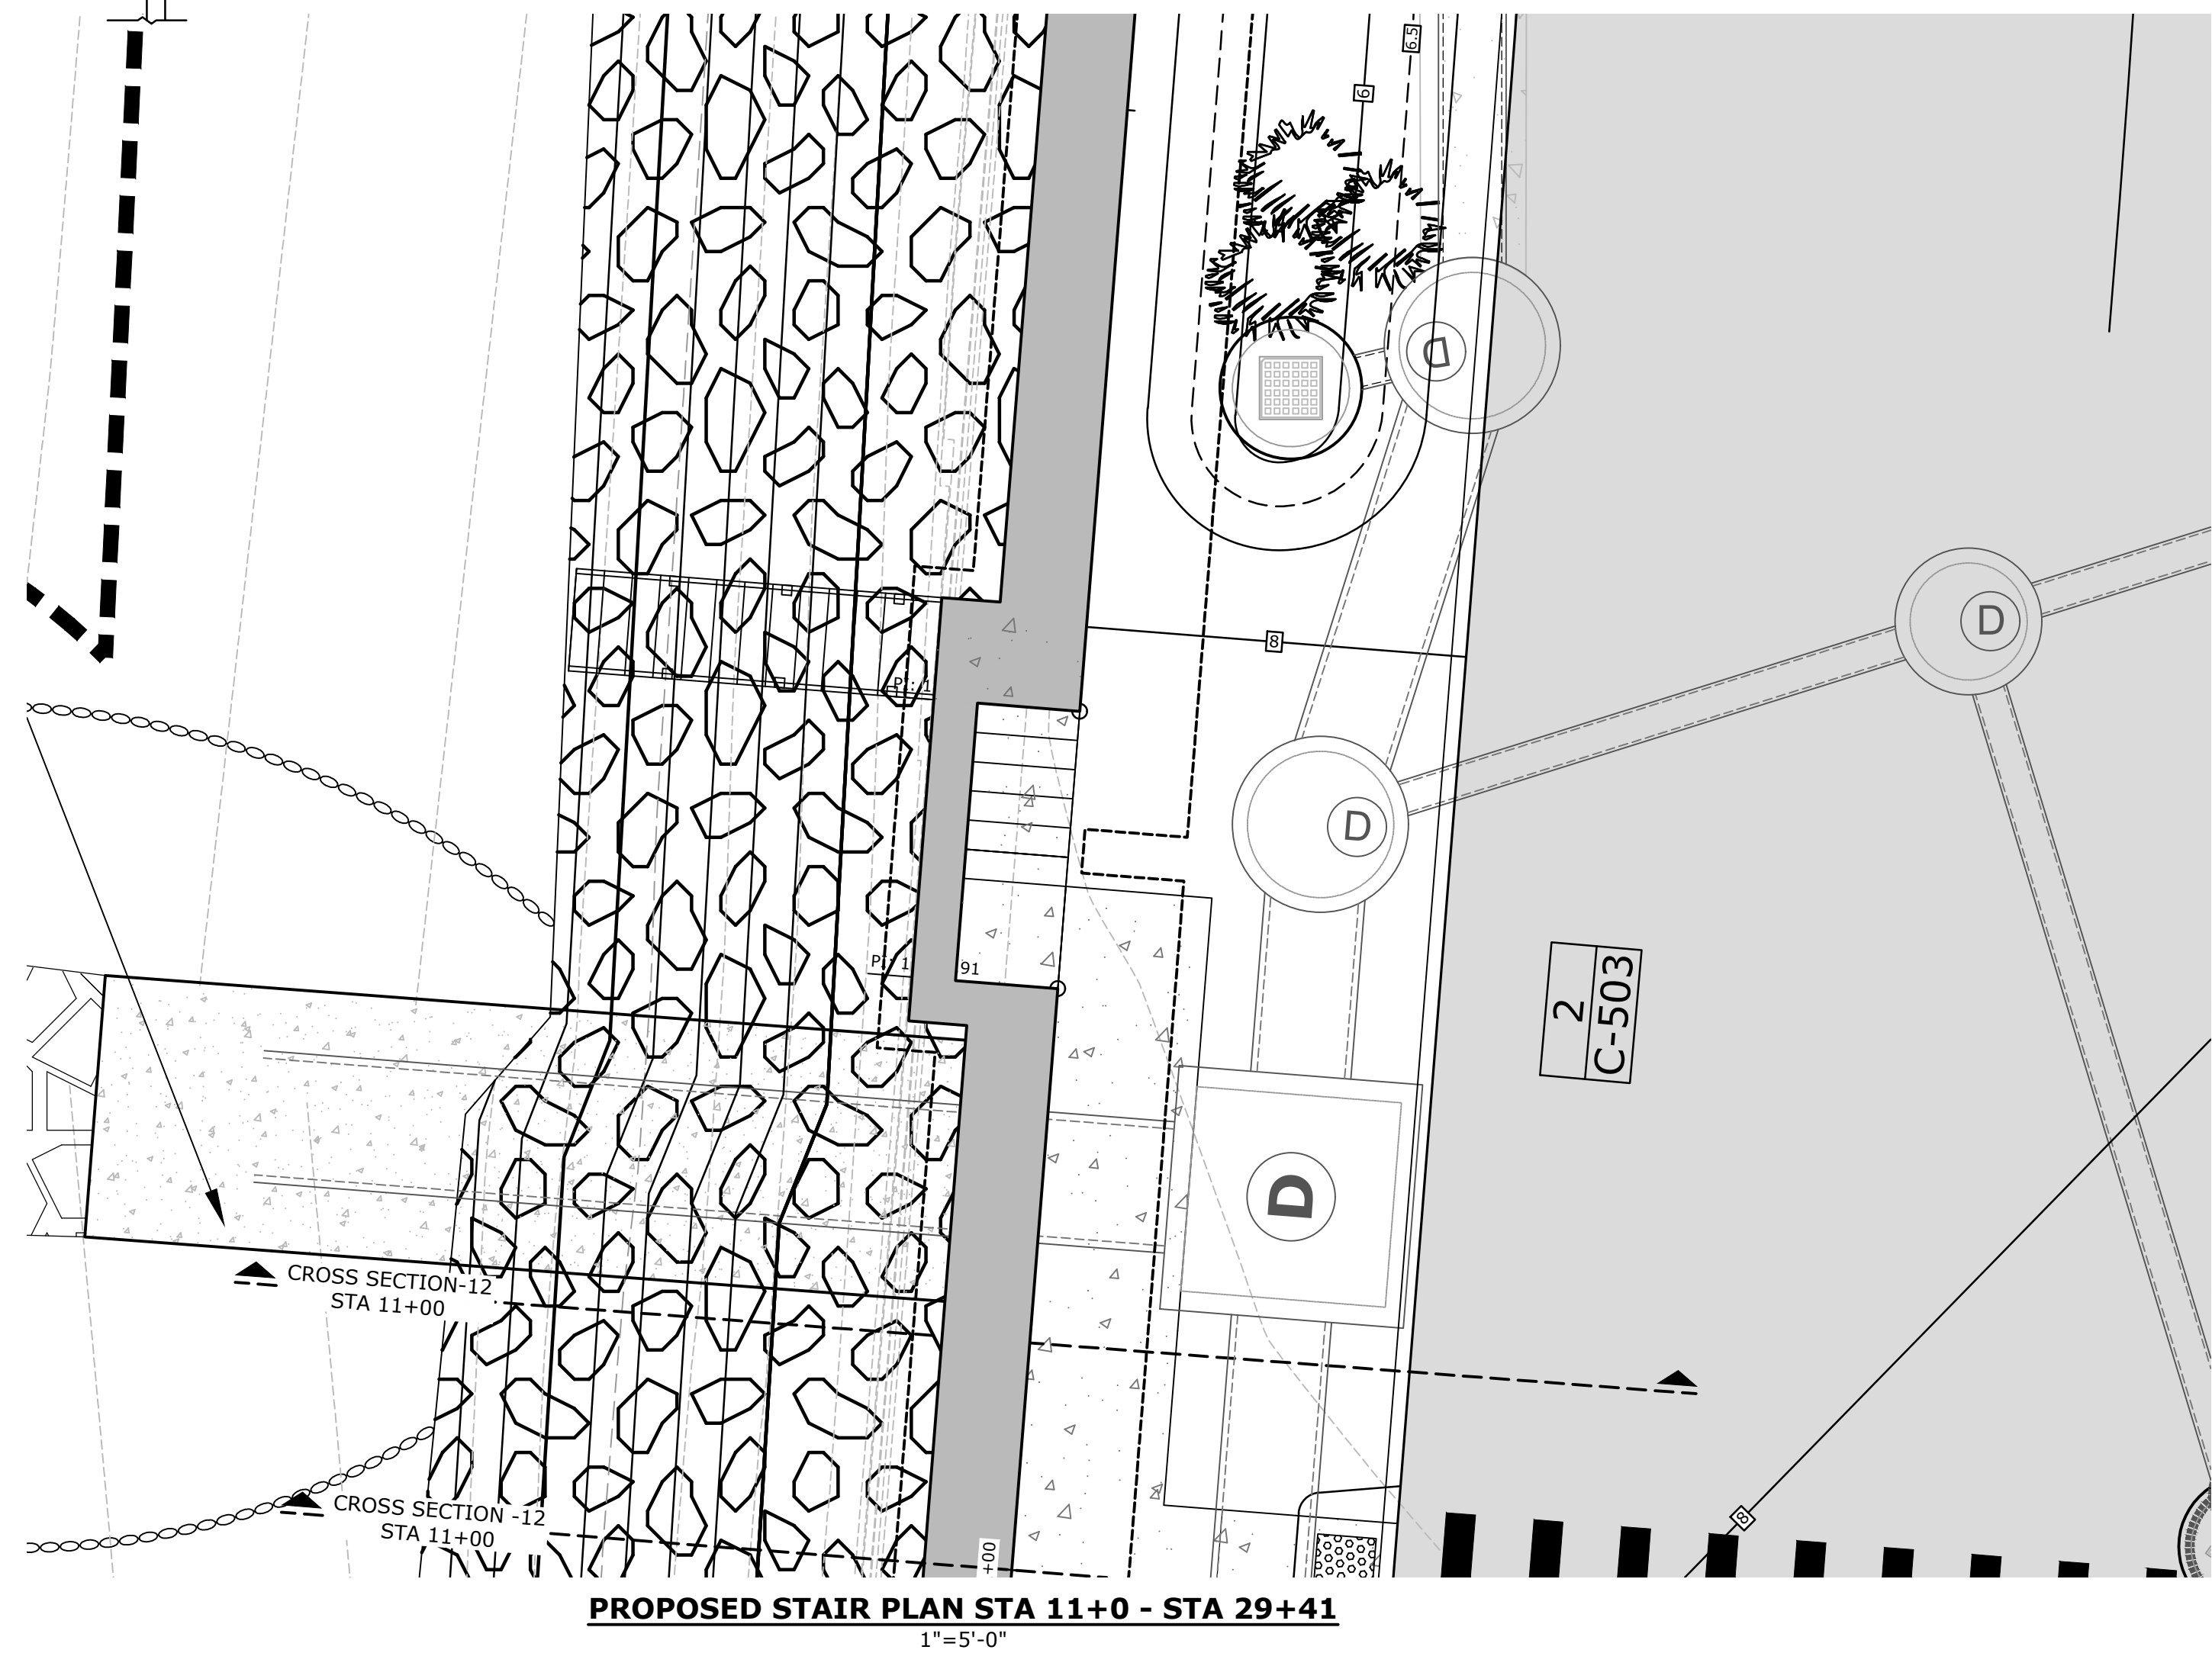 6.5
6
D
D
8
D
D
PI: 1
PI: 1
91
2
C-503
D
CROSS SECTION-12
STA 11+00
CROSS SECTION -12
STA 11+00
+00
8
PROPOSED STAIR PLAN STA 11+0 - STA 29+41
1"=5'-0"